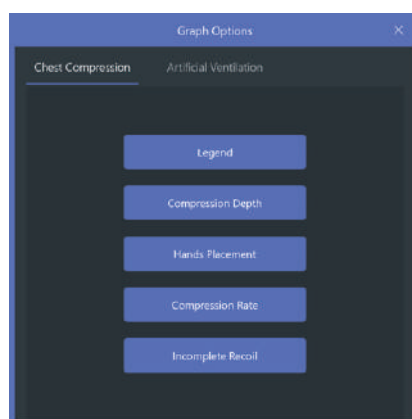 Graph Options
Chest Compression Artificial Ventilation
Legend
Compression Depth
Hands Placement
Compression Rate
Incomplete Recoil